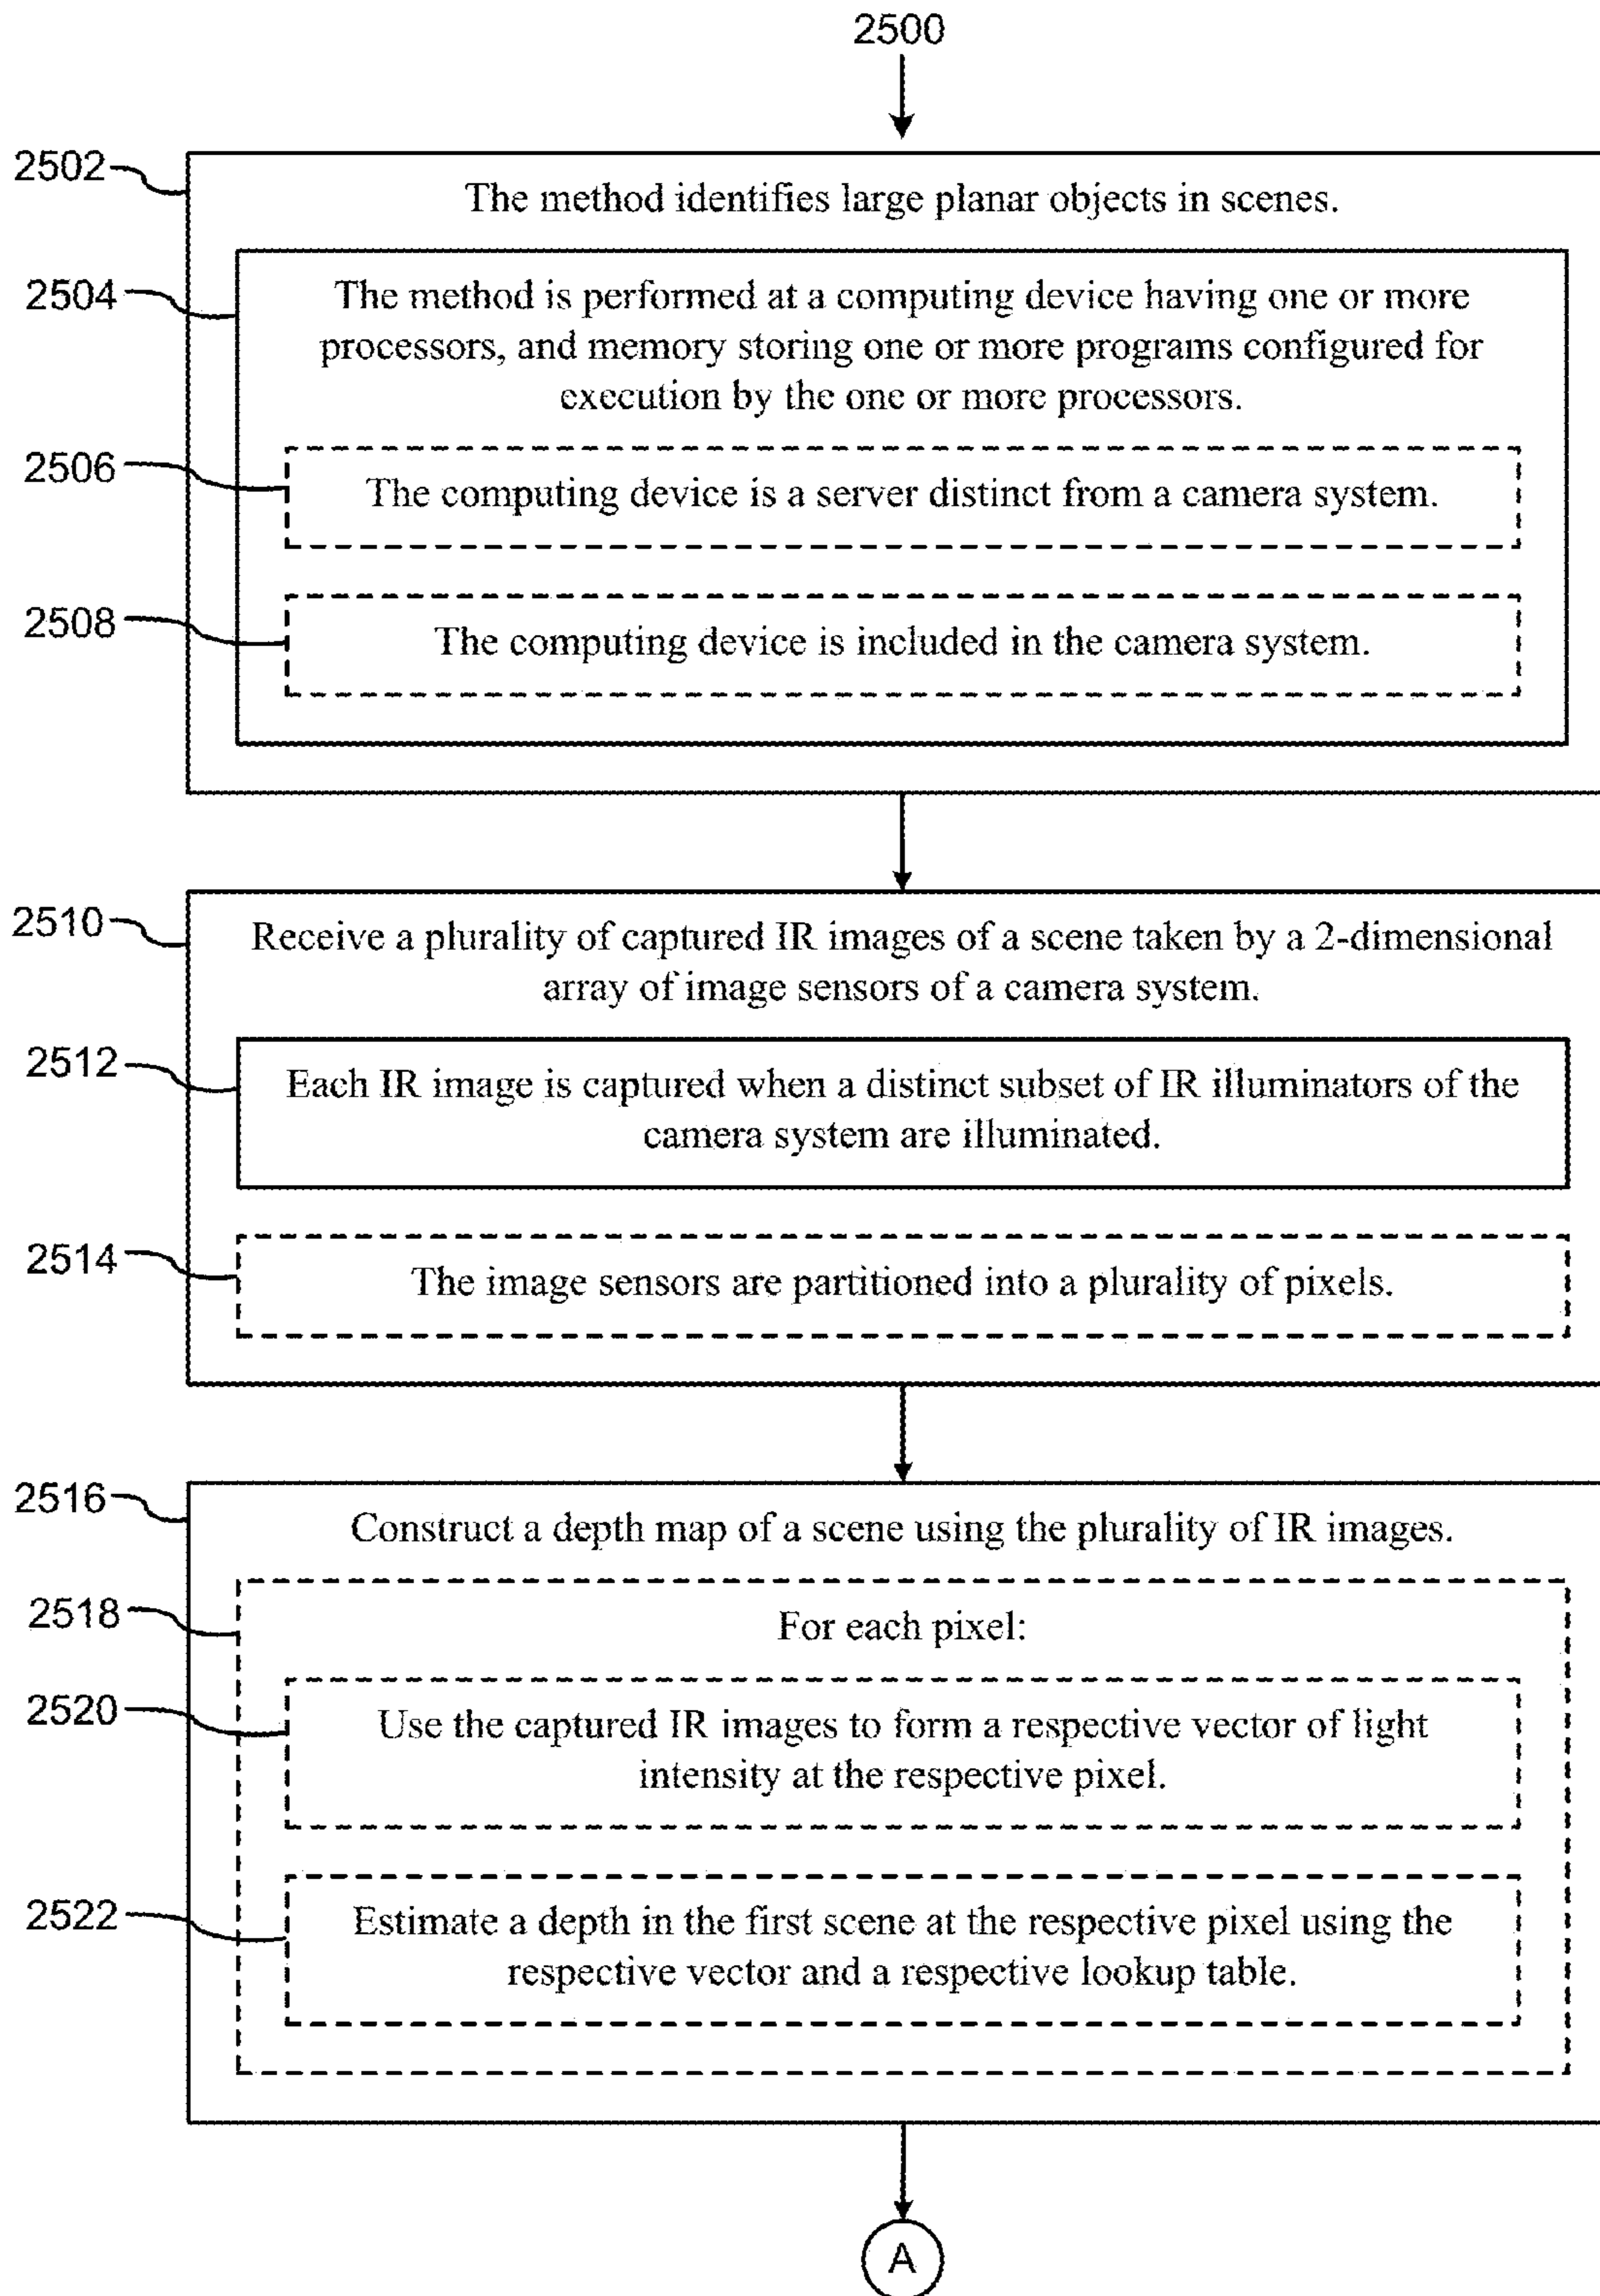 2500
2502
The method identifies large planar objects in scenes.
2504
The method is performed at a computing device having one or more
processors, and memory storing one or more programs configured for
execution by the one or more processors.
2506
The computing device is a server distinct from a camera system.
2508
The computing device is included in the camera system.
2510
Receive a plurality of captured IR images of a scene taken by a 2-dimensional
array of image sensors of a camera system.
2512
Each IR image is captured when a distinct subset of IR illuminators of the
camera system are illuminated.
2514
The image sensors are partitioned into a plurality of pixels.
2516
Construct a depth map of a scene using the plurality of IR images.
2518
For each pixel:
2520
Use the captured IR images to form a respective vector of light
intensity at the respective pixel.
2522
Estimate a depth in the first scene at the respective pixel using the
respective vector and a respective lookup table.
A